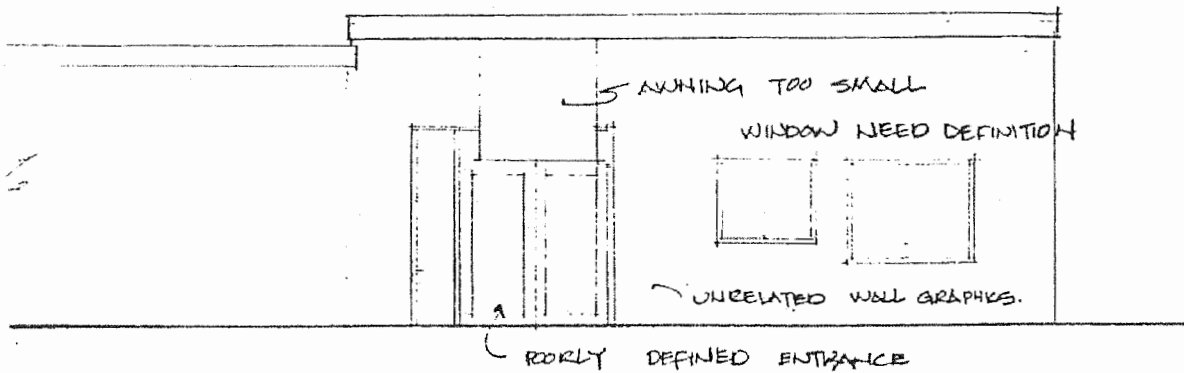 AWNING TOO SMALL
WINDOW NEED DEFINITION
UNRELATED WALL GRAPHICS.
POORLY DEFINED ENTRANCE